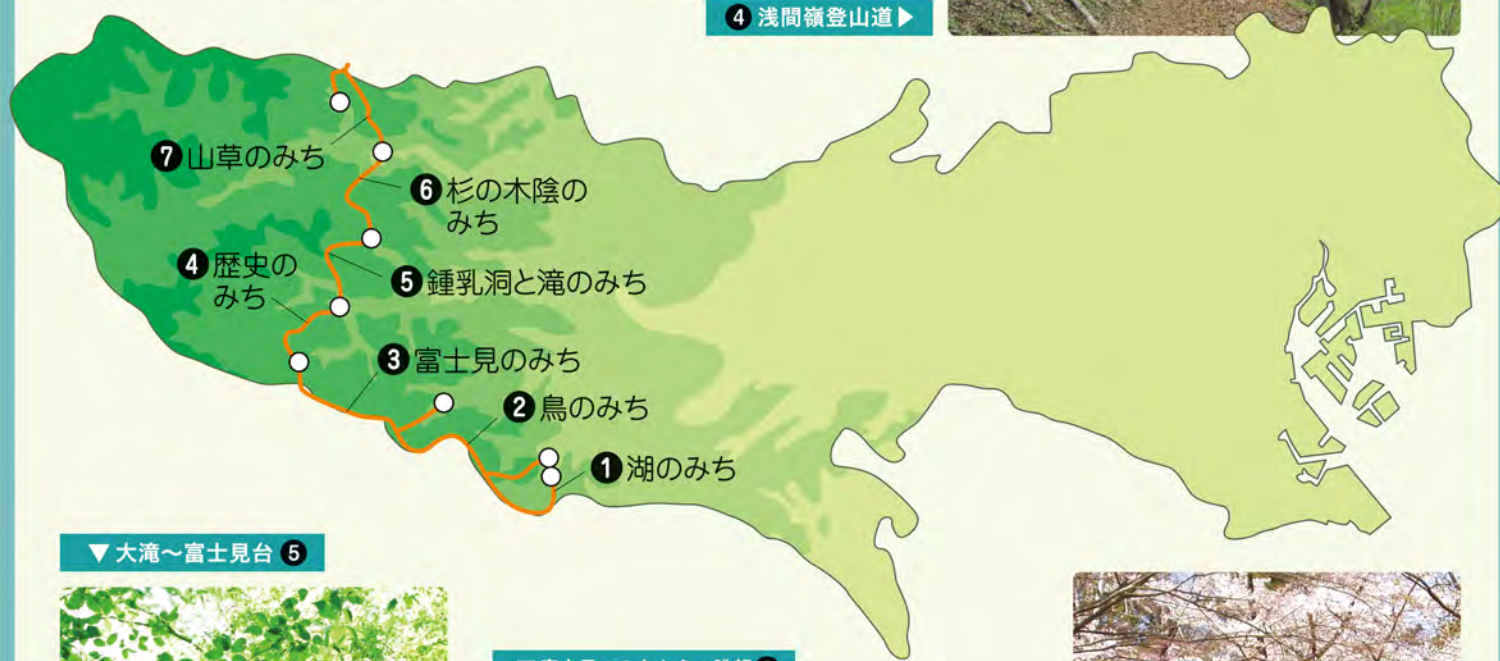 ❹ 浅間嶺登山道▶
❼山草のみち
❻杉の木陰の
みち
❹歴史の
みち
❺鍾乳洞と滝のみち
❸富士見のみち
❷鳥のみち
❶湖のみち
▼大滝～富士見台 ❺